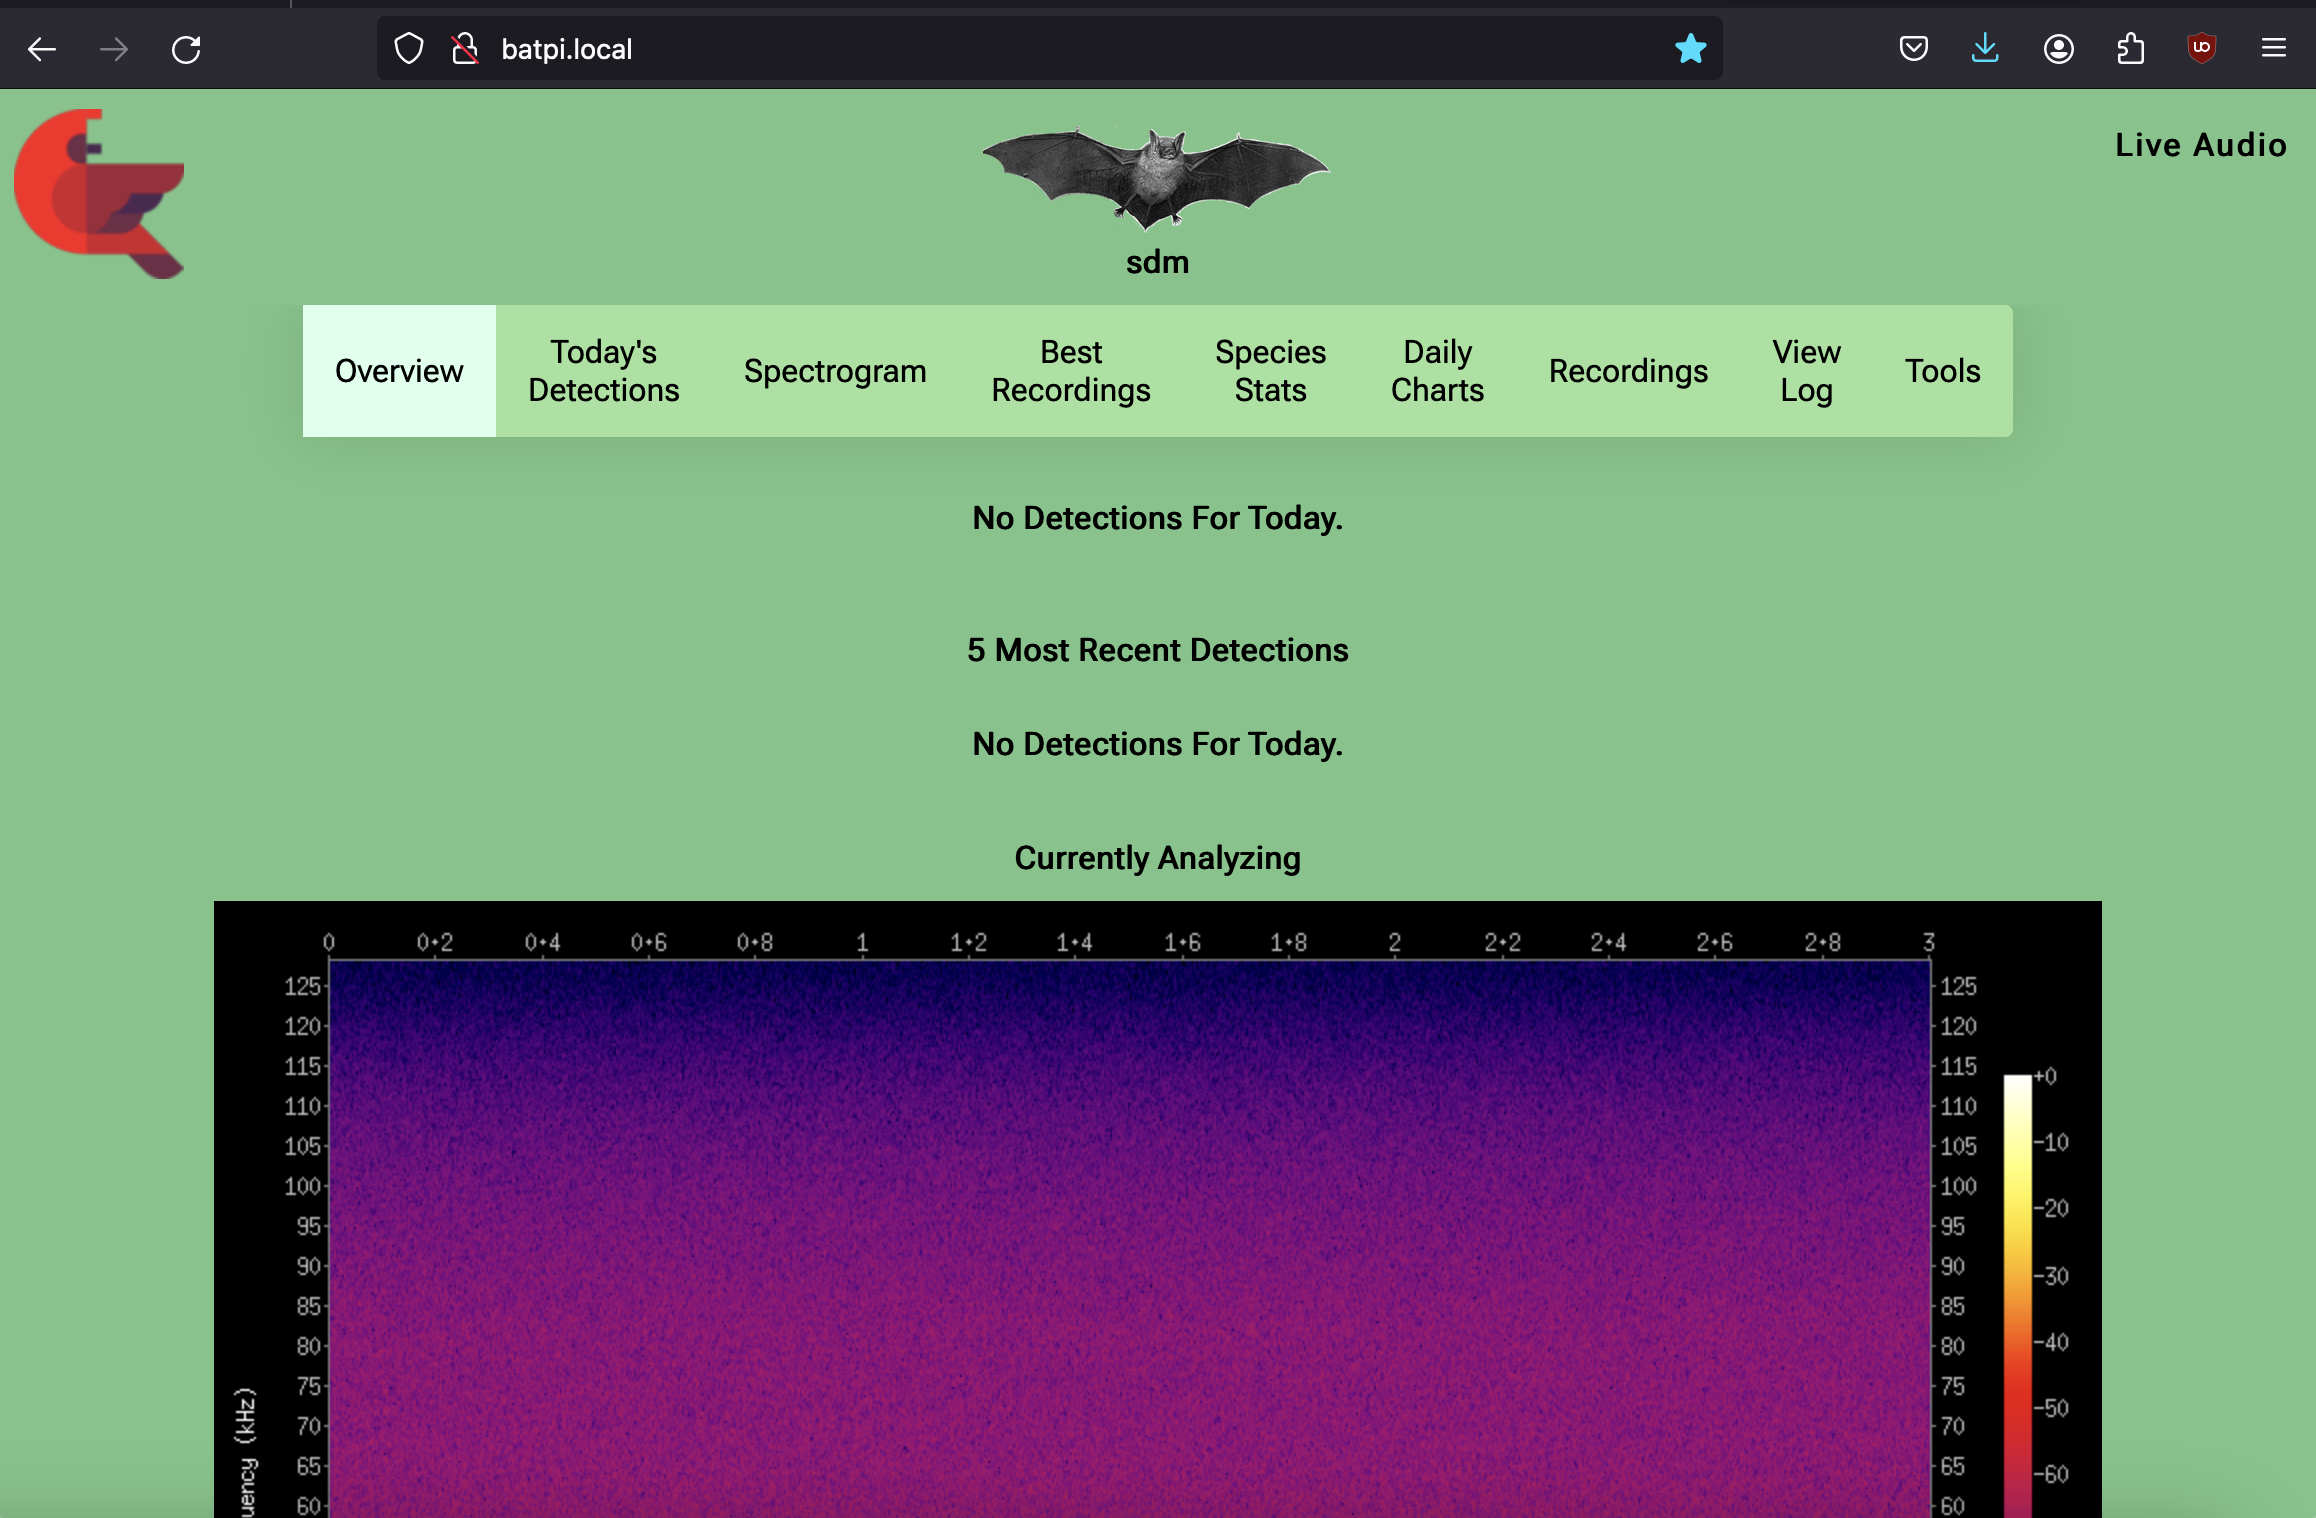 batpi.local
Live Audio
sdm
Overview
Today's
Detections
Spectrogram
Best
Recordings
Species
Stats
Daily
Charts
Recordings
View
Log
Tools
No Detections For Today.
5 Most Recent Detections
No Detections For Today.
Currently Analyzing
0 0.2 0.4 0.6 0.8 1 1.2 1.4 1.6 1.8 2 2.2 2.4 2.6 2.8 3
125 125
120 120
115 115
+0
110 110
105 105
-10
100 100
-20
95 95
90 90
-30
85 85
80 80
-40
75 75
-50
70 70
65 65
-60
60 60
(kHz)